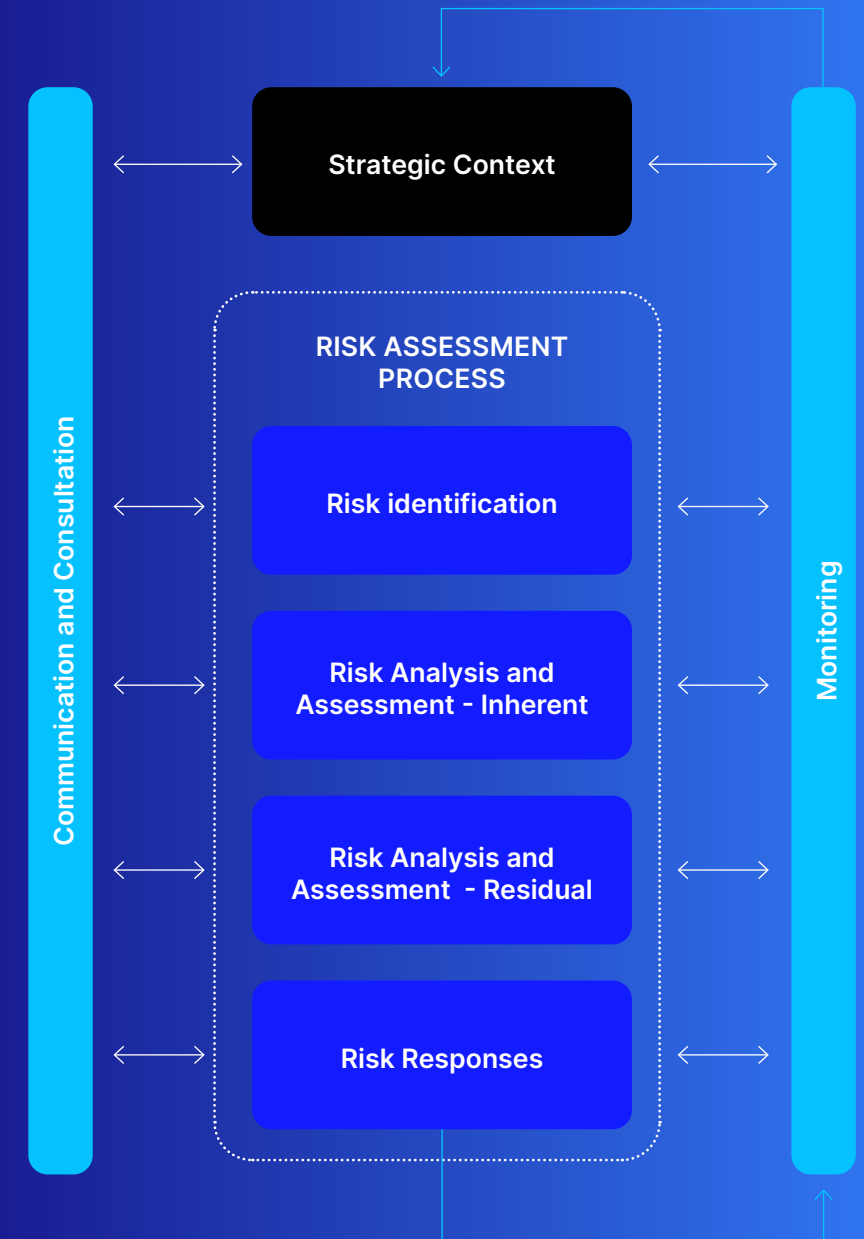 Strategic Context
RISK ASSESSMENT
PROCESS
Communication and Consultation
Risk identification
Monitoring
Risk Analysis and
Assessment - Inherent
Risk Analysis and
Assessment  - Residual
Risk Responses